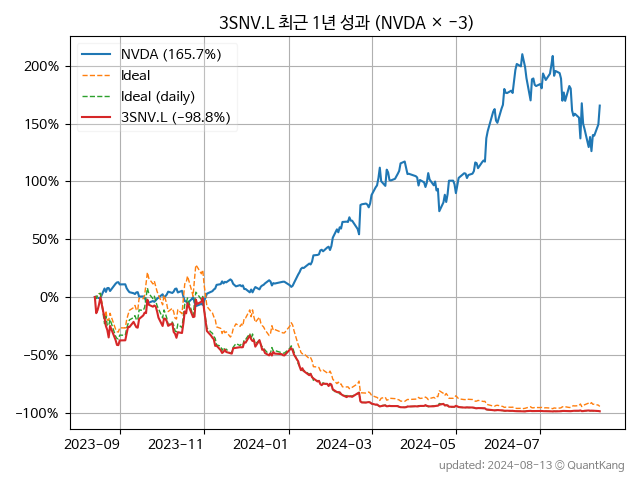 3SNV.L 최근 1년 성과 (NVDA × −3)
NVDA (165.7%)
Ideal
Ideal (daily)
3SNV.L (−98.8%)
200%
150%
100%
50%
0%
−50%
−100%
2023-09
2023-11
2024-01
2024-03
2024-05
2024-07
updated: 2024-08-13 © QuantKang